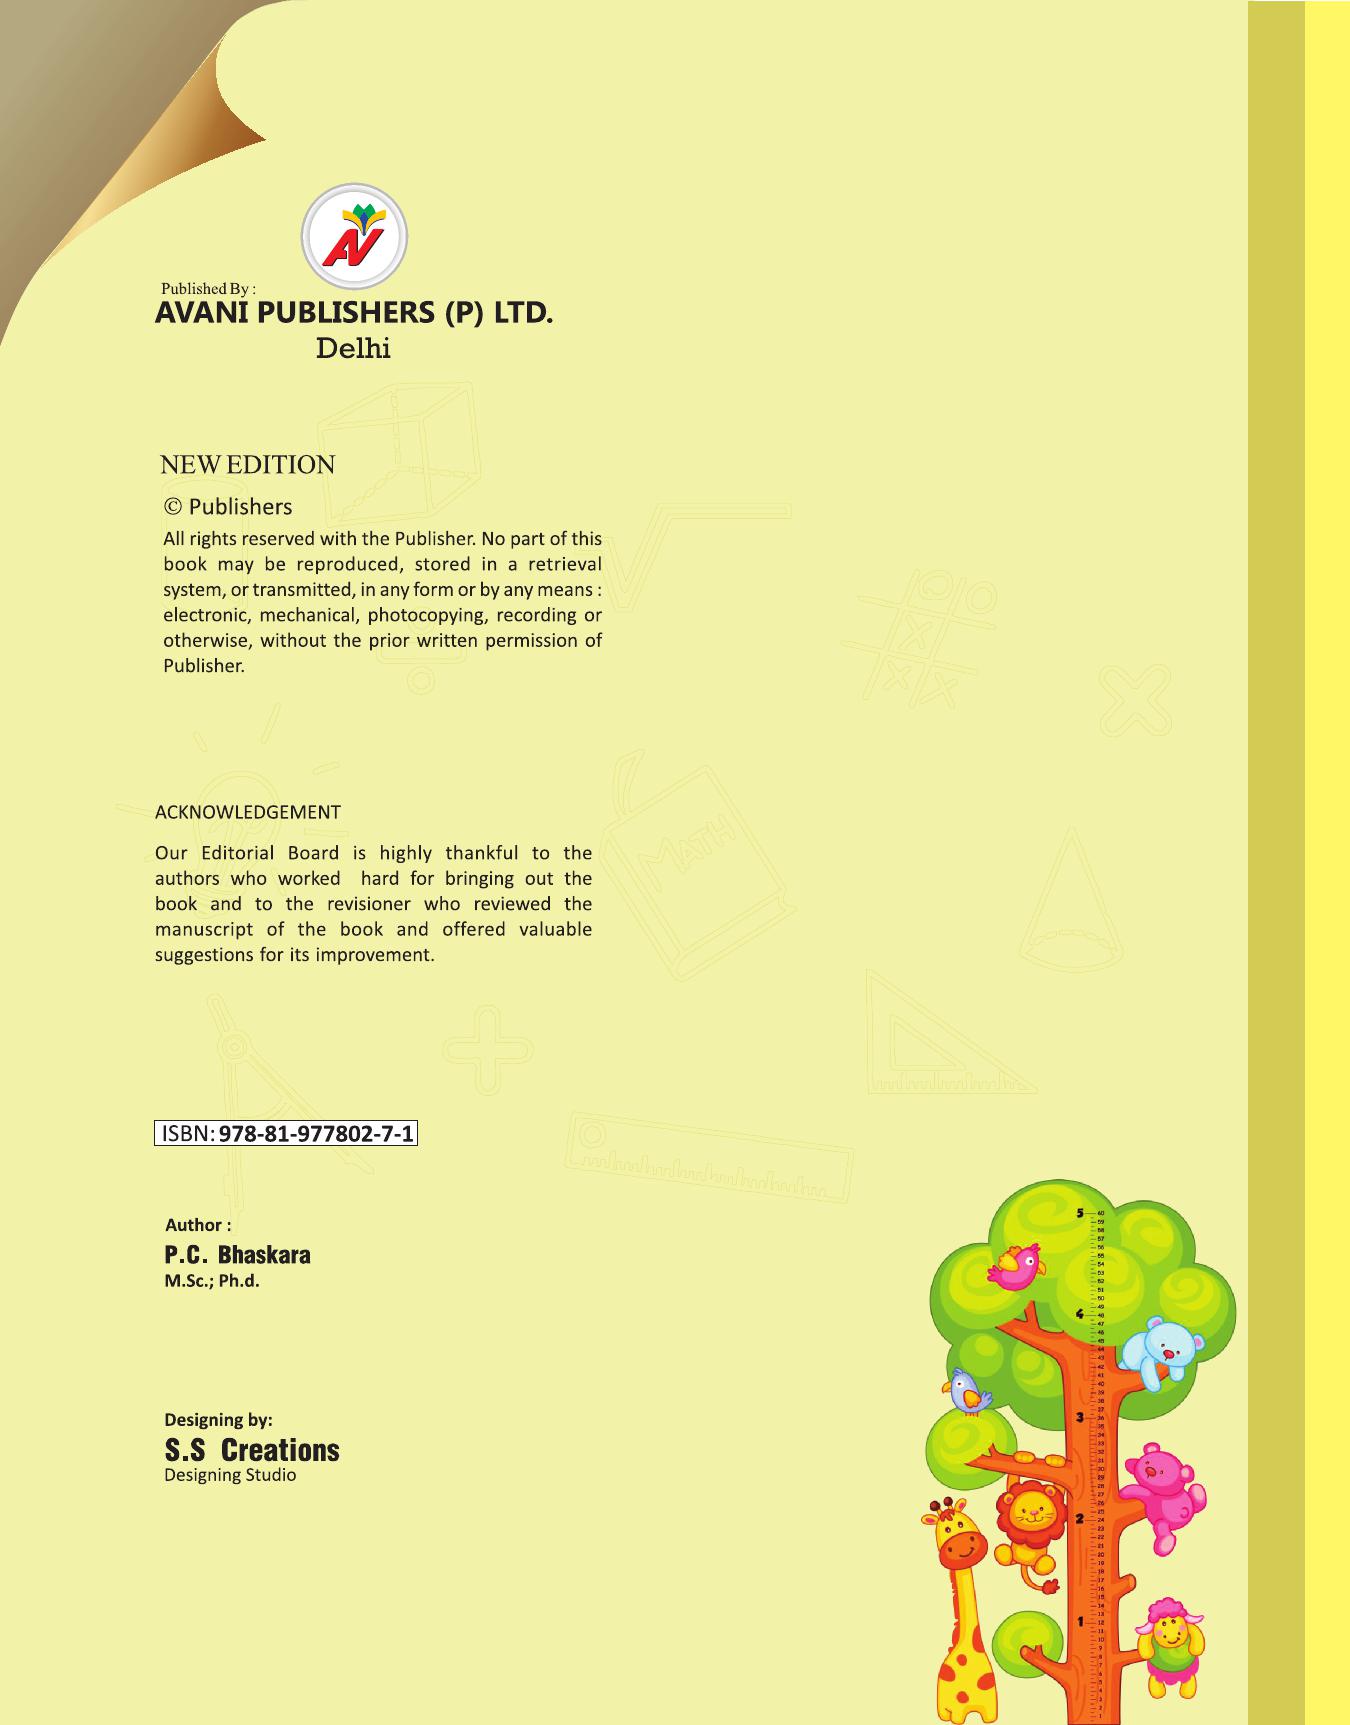 AV
Published By :
AVANI PUBLISHERS (P) LTD.
Delhi
NEW EDITION
© Publishers
All rights reserved with the Publisher. No part of this
book may be reproduced, stored in a retrieval
system, or transmitted, in any form or by any means :
electronic, mechanical, photocopying, recording or
otherwise, without the prior written permission of
Publisher.
ACKNOWLEDGEMENT
Our Editorial Board is highly thankful to the
authors who worked hard for bringing out the
book and to the revisioner who reviewed the
manuscript of the book and offered valuable
suggestions for its improvement.
MATH
ISBN: 978-81-977802-7-1
Author :
P.C. Bhaskara
M.Sc.; Ph.d.
Designing by:
S.S Creations
Designing Studio
5
4
3
2
1